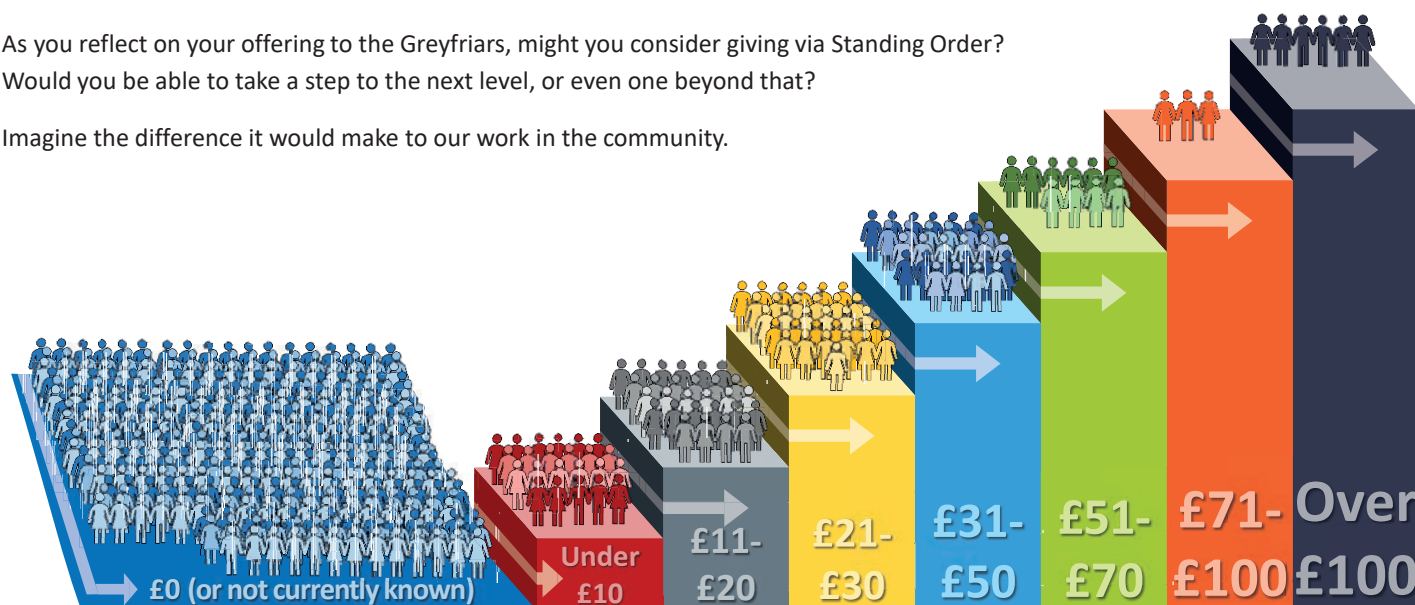 As you reflect on your offering to the Greyfriars, might you consider giving via Standing Order?
Would you be able to take a step to the next level, or even one beyond that?
Imagine the difference it would make to our work in the community.
£0 (or not currently known)
Under
£10
£11-
£20
£21-
£30
£31-
£50
£51-
£70
£71-
£100
Over
£100